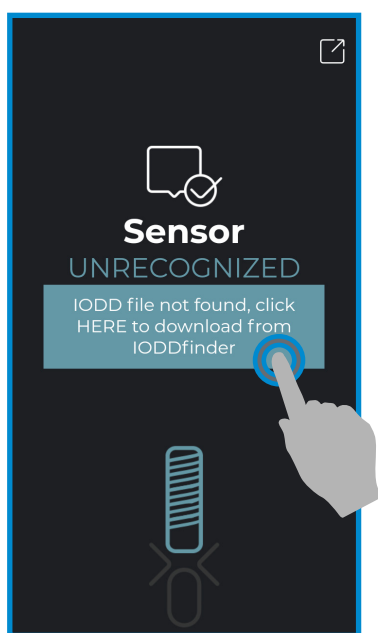 Sensor
UNRECOGNIZED
IODD file not found, click
HERE to download from
IODDfinder